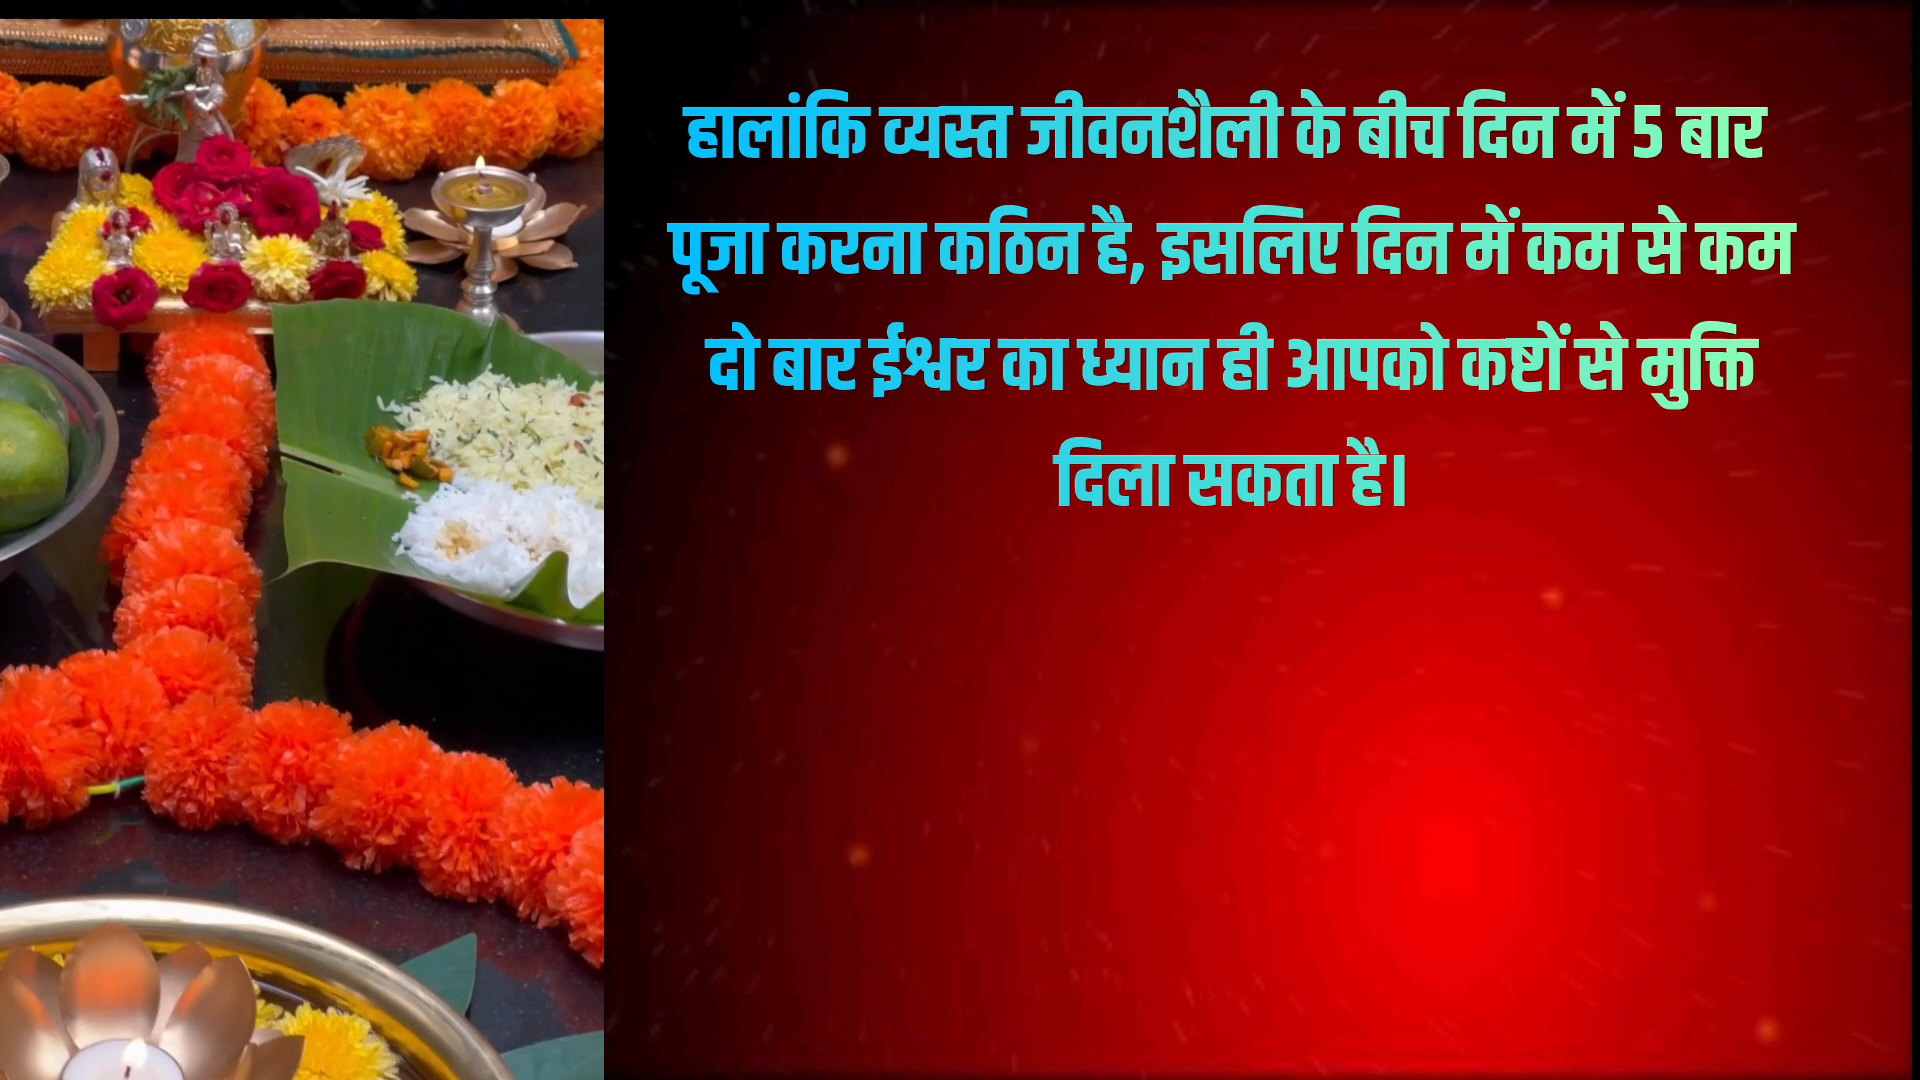 हालांकि व्यस्त जीवनशैली के बीच दिन में 5 बार
पूजा करना कठिन है, इसलिए दिन में कम से कम
दो बार ईश्वर का ध्यान ही आपको कष्टों से मुक्ति
दिला सकता है।